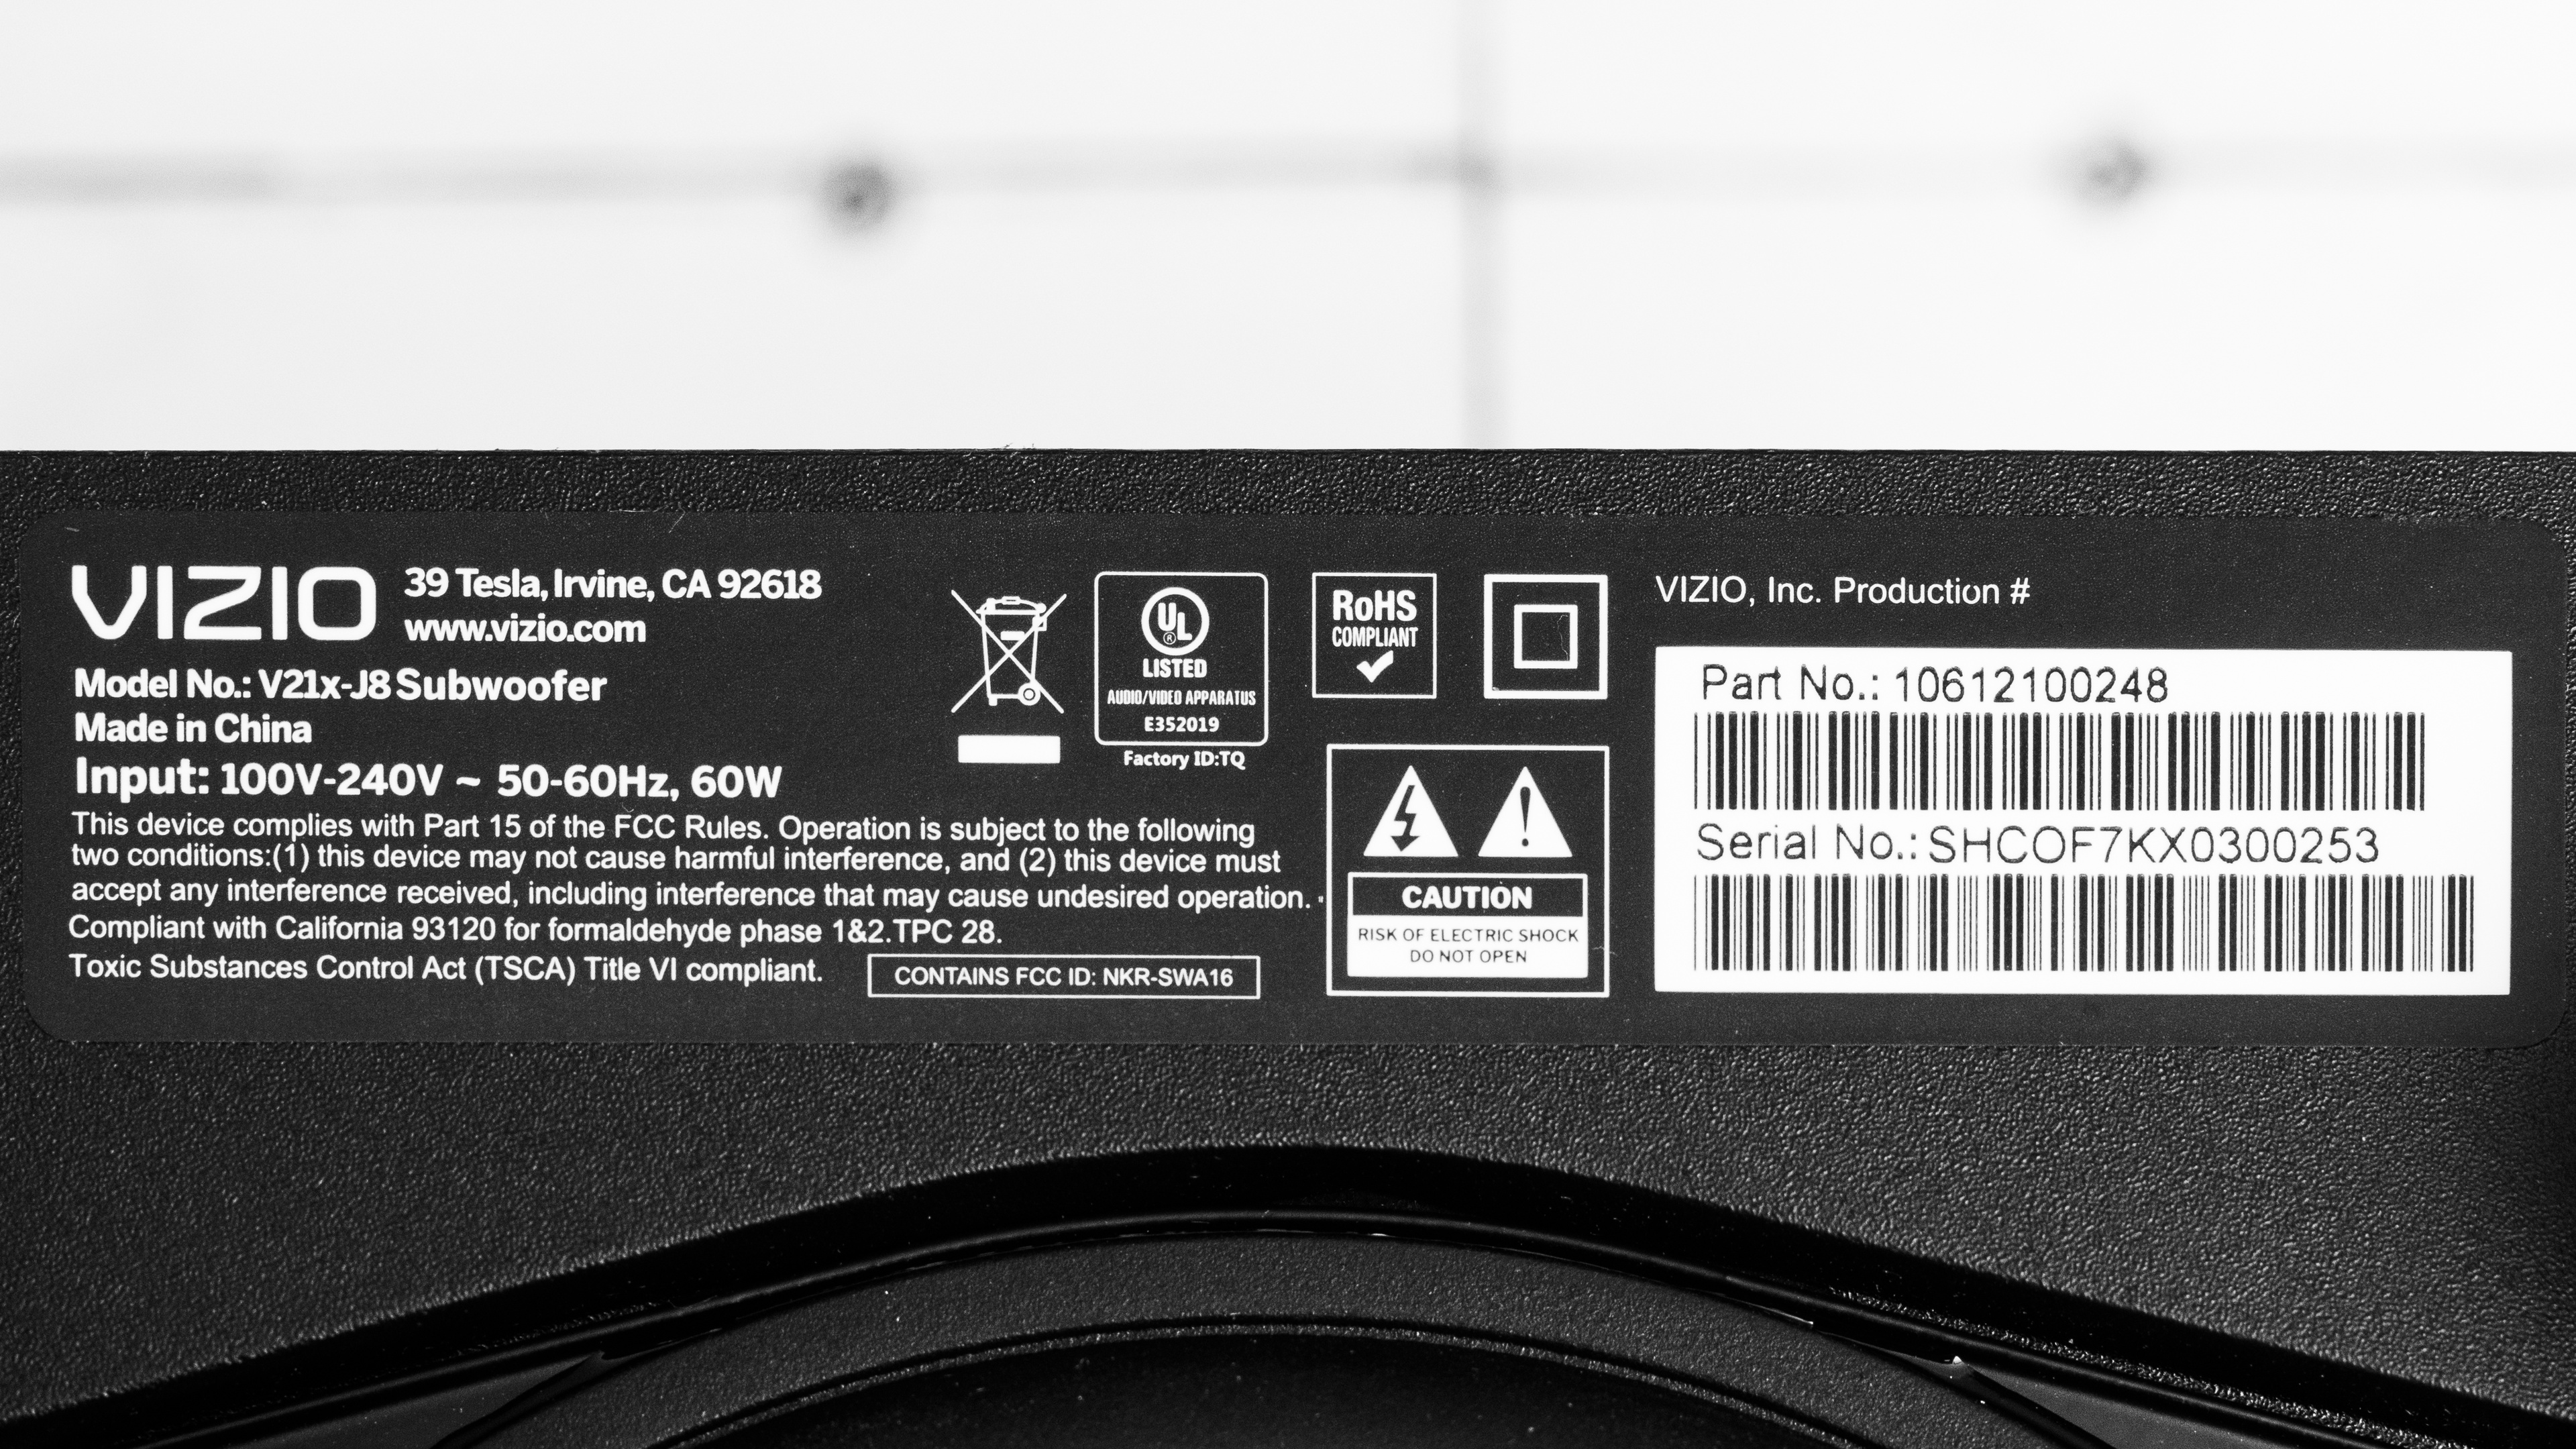 VIZIO
39 Tesla, Irvine, CA 92618
www.vizio.com
Model No.: V21x-J8 Subwoofer
Made in China
Input: 100V-240V ~ 50-60Hz, 60W
This device complies with Part 15 of the FCC Rules. Operation is subject to the following
two conditions:(1) this device may not cause harmful interference, and (2) this device must
accept any interference received, including interference that may cause undesired operation.
Compliant with California 93120 for formaldehyde phase 1&2.TPC 28.
Toxic Substances Control Act (TSCA) Title VI compliant.
CONTAINS FCC ID: NKR-SWA16
UL
®
LISTED
AUDIO/VIDEO APPARATUS
E352019
Factory ID:TQ
RoHS
COMPLIANT
CAUTION
RISK OF ELECTRIC SHOCK
DO NOT OPEN
VIZIO, Inc. Production #
Part No.: 10612100248
Serial No.: SHCOF7KX0300253